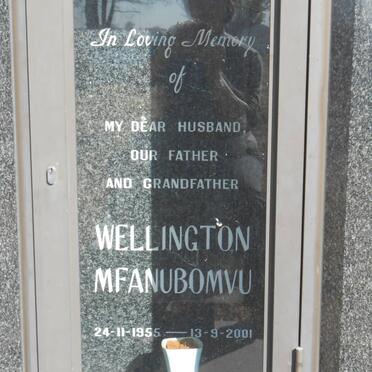 In Loving Memory
of
MY DEAR HUSBAND
OUR FATHER
AND GRANDFATHER
WELLINGTON
MFANUBOMVU
24-11-1955 — 13-9-2001